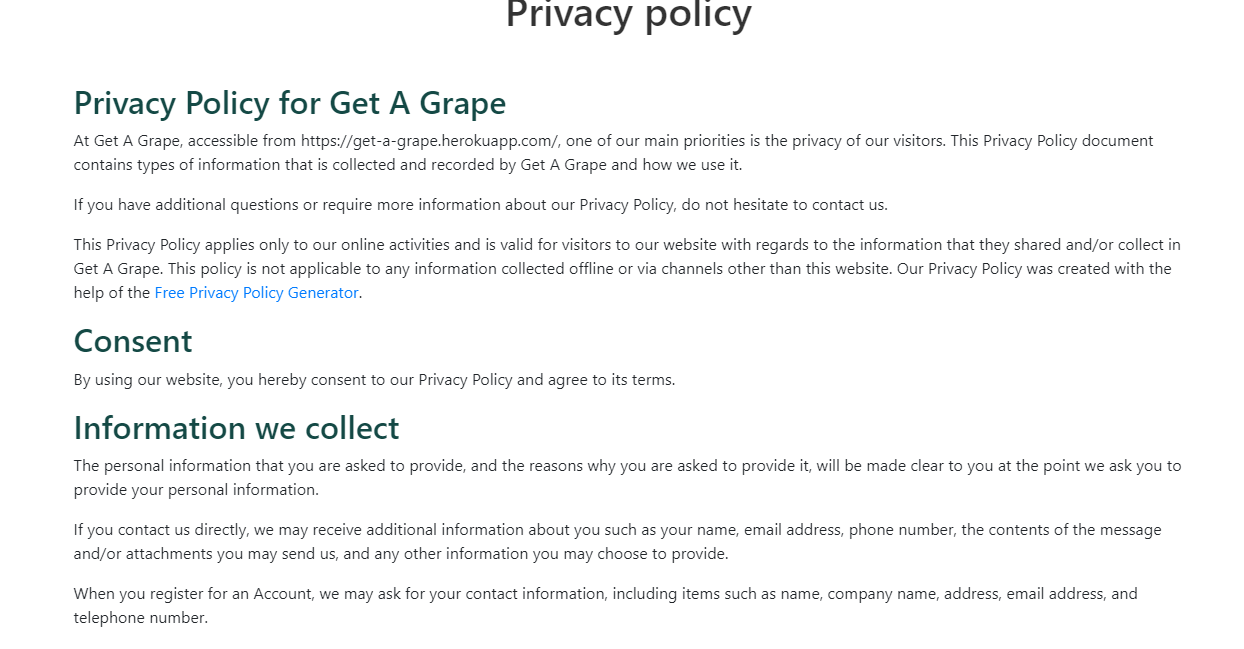 Privacy policy
Privacy Policy for Get A Grape
At Get A Grape, accessible from https://get-a-grape.herokuapp.com/, one of our main priorities is the privacy of our visitors. This Privacy Policy document
contains types of information that is collected and recorded by Get A Grape and how we use it.
If you have additional questions or require more information about our Privacy Policy, do not hesitate to contact us.
This Privacy Policy applies only to our online activities and is valid for visitors to our website with regards to the information that they shared and/or collect in
Get A Grape. This policy is not applicable to any information collected offline or via channels other than this website. Our Privacy Policy was created with the
help of the Free Privacy Policy Generator.
Consent
By using our website, you hereby consent to our Privacy Policy and agree to its terms.
Information we collect
The personal information that you are asked to provide, and the reasons why you are asked to provide it, will be made clear to you at the point we ask you to
provide your personal information.
If you contact us directly, we may receive additional information about you such as your name, email address, phone number, the contents of the message
and/or attachments you may send us, and any other information you may choose to provide.
When you register for an Account, we may ask for your contact information, including items such as name, company name, address, email address, and
telephone number.